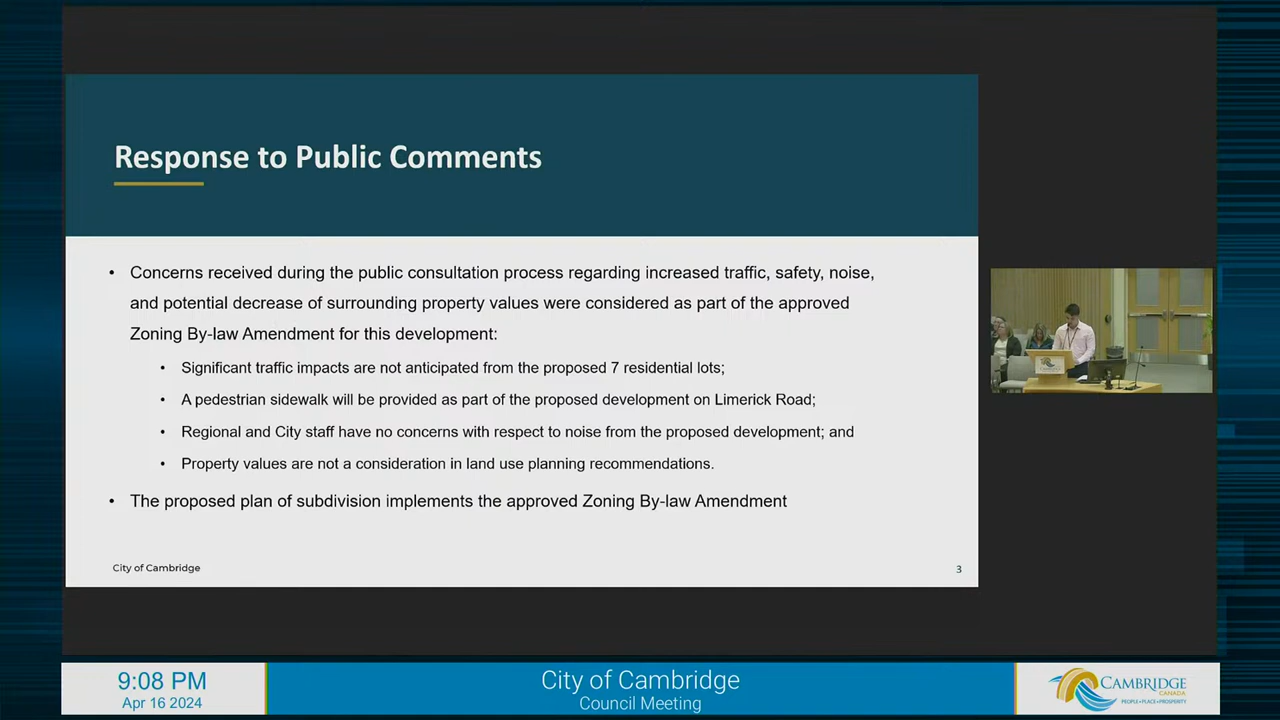 Response to Public Comments
• Concerns received during the public consultation process regarding increased traffic, safety, noise,
and potential decrease of surrounding property values were considered as part of the approved
Zoning By-law Amendment for this development:
• Significant traffic impacts are not anticipated from the proposed 7 residential lots;
• A pedestrian sidewalk will be provided as part of the proposed development on Limerick Road;
• Regional and City staff have no concerns with respect to noise from the proposed development; and
• Property values are not a consideration in land use planning recommendations.
• The proposed plan of subdivision implements the approved Zoning By-law Amendment
City of Cambridge
3
9:08 PM
Apr 16 2024
City of Cambridge
Council Meeting
CAMBRIDGE
CANADA
PEOPLE • PLACE • PROSPERITY